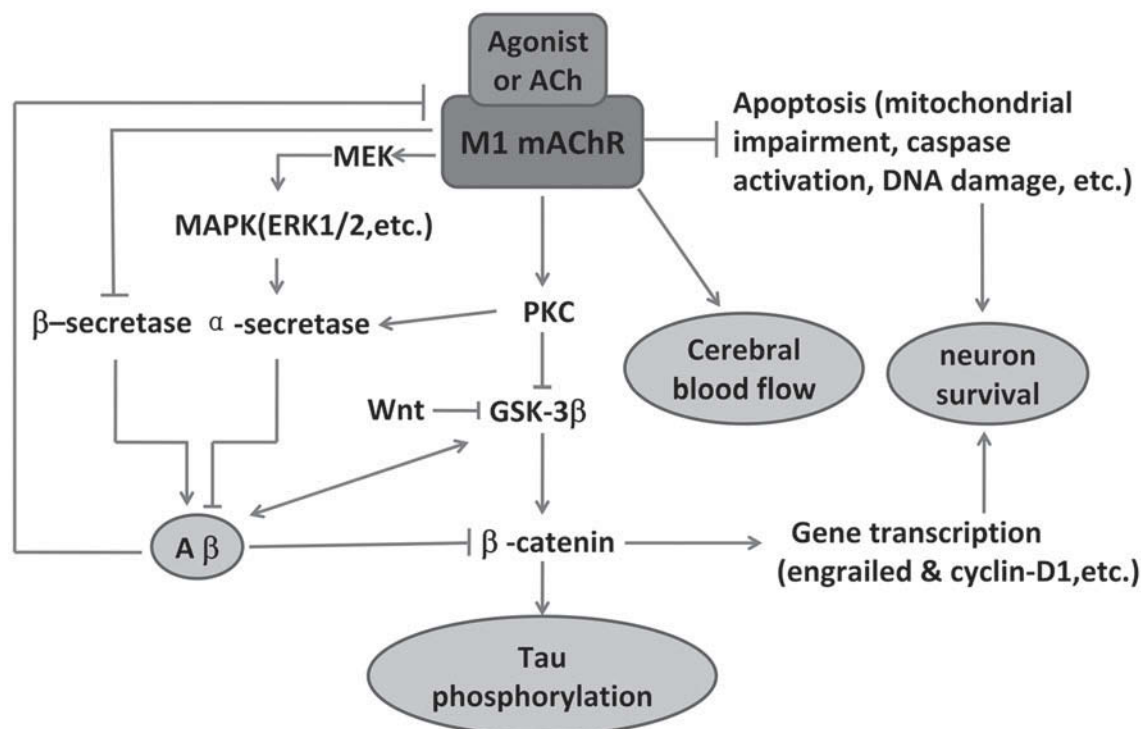 Agonist
or ACh
M1 mAChR
Apoptosis (mitochondrial
impairment, caspase
activation, DNA damage, etc.)
MEK
MAPK(ERK1/2,etc.)
β–secretase
α -secretase
PKC
Cerebral
blood flow
neuron
survival
Wnt
GSK-3β
A β
β -catenin
Gene transcription
(engrailed & cyclin-D1,etc.)
Tau
phosphorylation